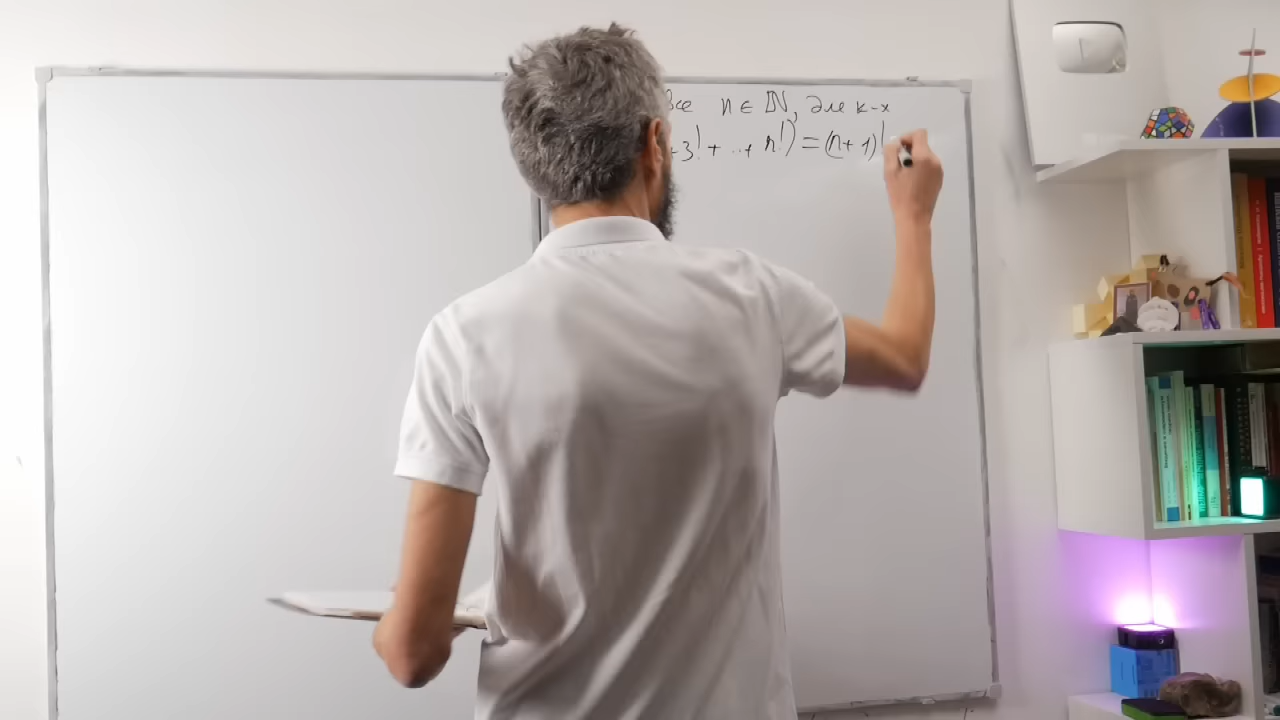 все n ∈ ℕ, для к-х
+3!+...+ n!) = (n+1)!